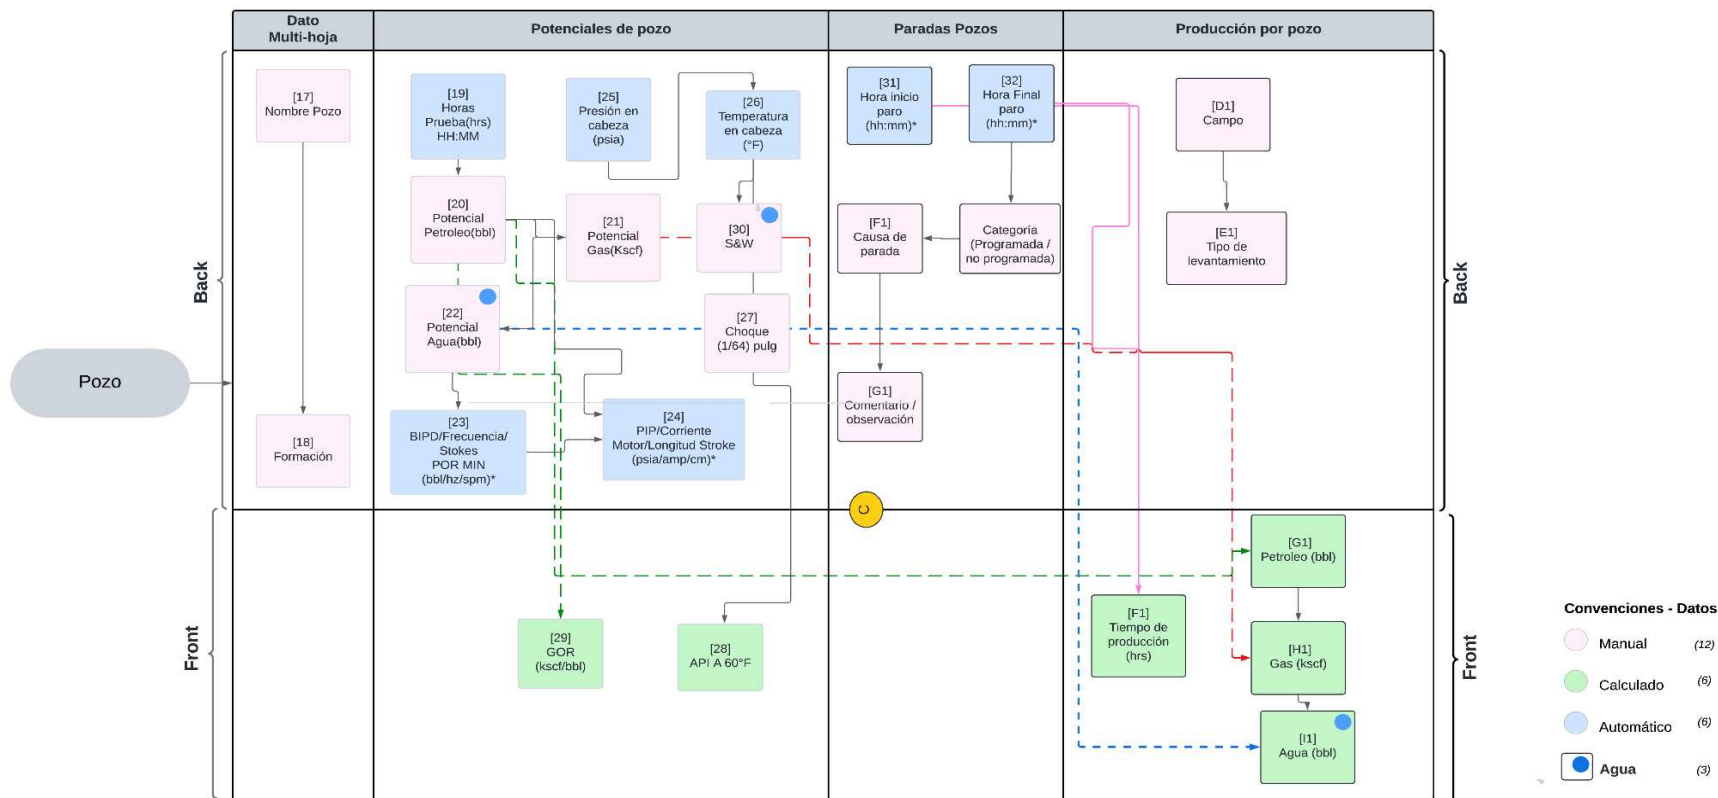 Dato
Multi-hoja
Potenciales de pozo
Paradas Pozos
Producción por pozo
Back
Pozo
[17]
Nombre Pozo
[18]
Formación
[19]
Horas
Prueba(hrs)
HH:MM
[25]
Presión en
cabeza
(psia)
[26]
Temperatura
en cabeza
(°F)
[20]
Potencial
Petroleo(bbl)
[21]
Potencial
Gas(Kscf)
[30]
S&W
[22]
Potencial
Agua(bbl)
[27]
Choque
(1/64) pulg
[23]
BIPD/Frecuencia/
Stokes
POR MIN
(bbl/hz/spm)*
[24]
PIP/Corriente
Motor/Longitud Stroke
(psia/amp/cm)*
[31]
Hora inicio
paro
(hh:mm)*
[32]
Hora Final
paro
(hh:mm)*
[F1]
Causa de
parada
Categoría
(Programada /
no programada)
[G1]
Comentario /
observación
[D1]
Campo
[E1]
Tipo de
levantamiento
Back
C
Front
[29]
GOR
(kscf/bbl)
[28]
API A 60°F
[F1]
Tiempo de
producción
(hrs)
[G1]
Petroleo (bbl)
[H1]
Gas (kscf)
[I1]
Agua (bbl)
Front
Convenciones - Datos
Manual (12)
Calculado (6)
Automático (6)
Agua (3)